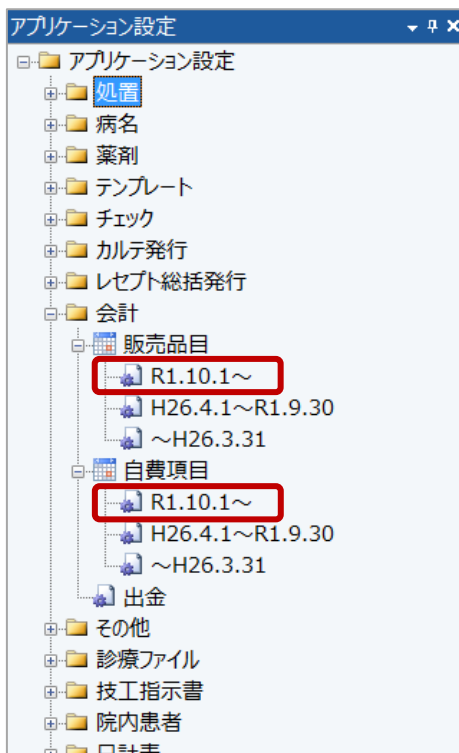 アプリケーション設定
アプリケーション設定
処置
病名
薬剤
テンプレート
チェック
カルテ発行
レセプト総括発行
会計
販売品目
R1.10.1～
H26.4.1～R1.9.30
～H26.3.31
自費項目
R1.10.1～
H26.4.1～R1.9.30
～H26.3.31
出金
その他
診療ファイル
技工指示書
院内患者
日計表